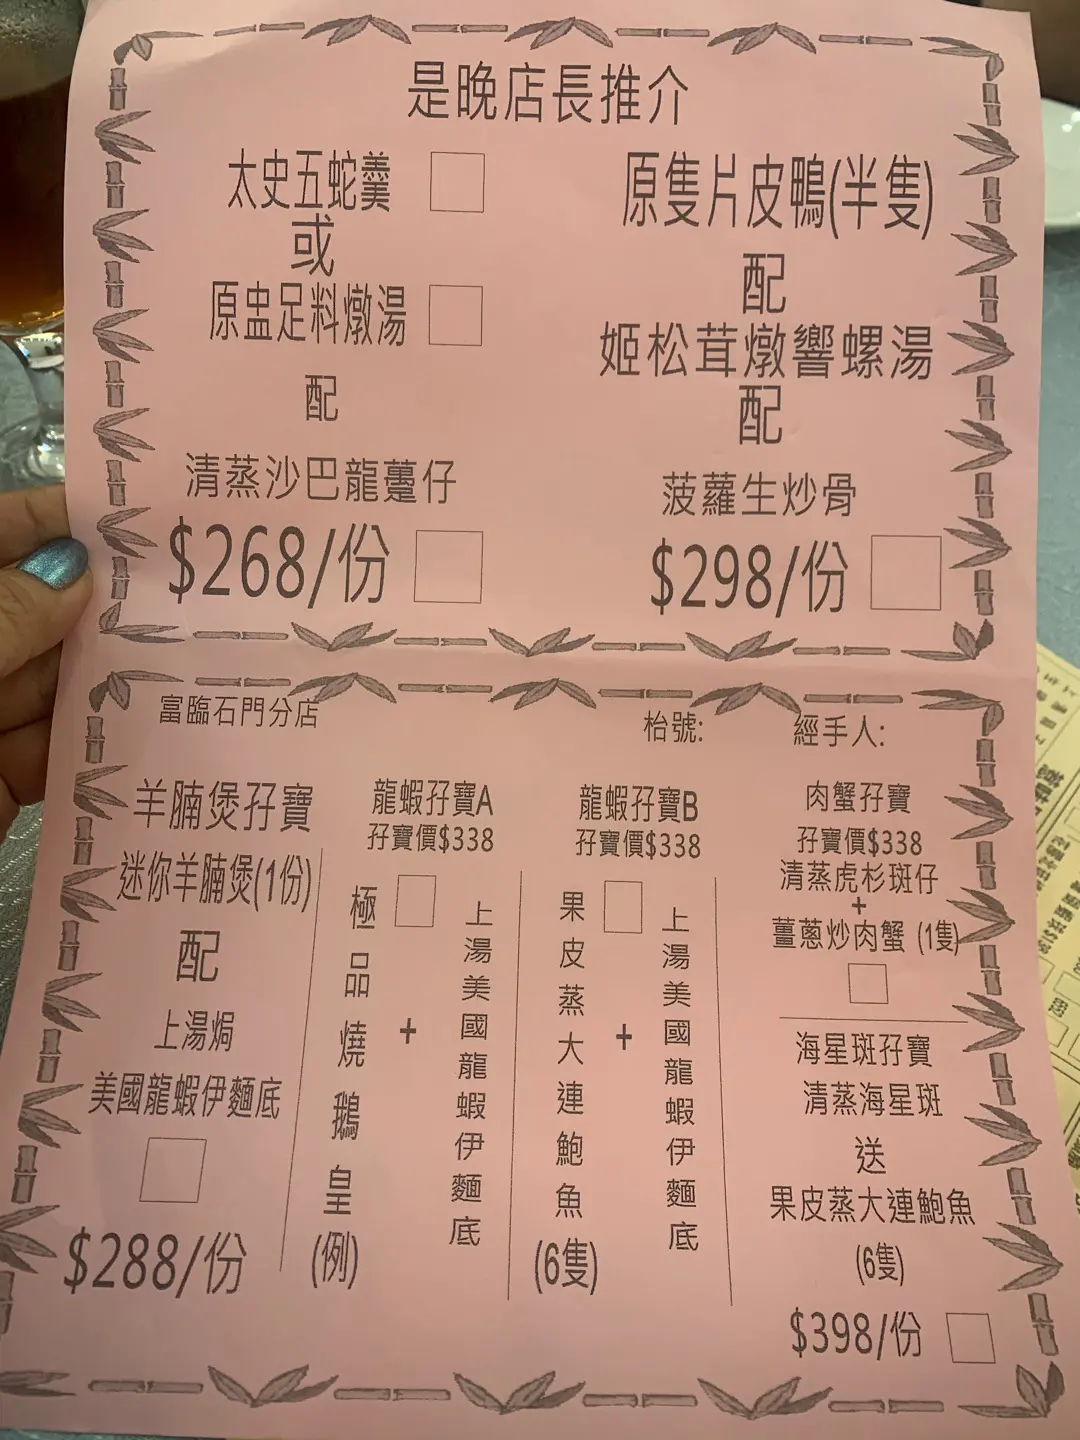 是晚店長推介
太史五蛇羹
或
原盅足料燉湯
配
清蒸沙巴龍躉仔
$268/份
原隻片皮鴨(半隻)
配
姬松茸燉響螺湯
配
菠蘿生炒骨
$298/份
富臨石門分店
枱號:
經手人:
羊腩煲孖寶
迷你羊腩煲(1份)
配
上湯焗
美國龍蝦伊麵底
$288/份
龍蝦孖寶A
孖寶價$338
極品燒鵝皇(例)
+
上湯美國龍蝦伊麵底
龍蝦孖寶B
孖寶價$338
果皮蒸大連鮑魚(6隻)
+
上湯美國龍蝦伊麵底
肉蟹孖寶
孖寶價$338
清蒸虎杉斑仔
+
薑蔥炒肉蟹 (1隻)
海星斑孖寶
清蒸海星斑
送
果皮蒸大連鮑魚
(6隻)
$398/份